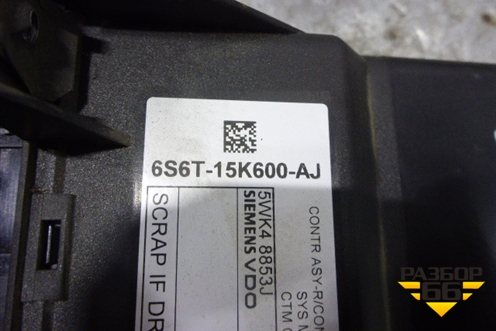 6S6T-15K600-AJ
5WK4 8853J
SIEMENS VDO
SCRAP IF DR
CONTR ASY-R/CON
SYS M
CTM
РАЗБОР
66